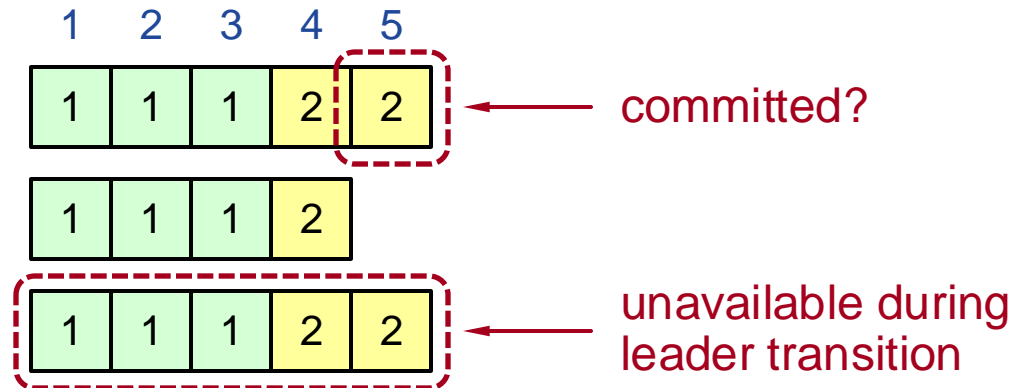 1 2 3 4 5
1 1 1 2 2
committed?
1 1 1 2
1 1 1 2 2
unavailable during
leader transition